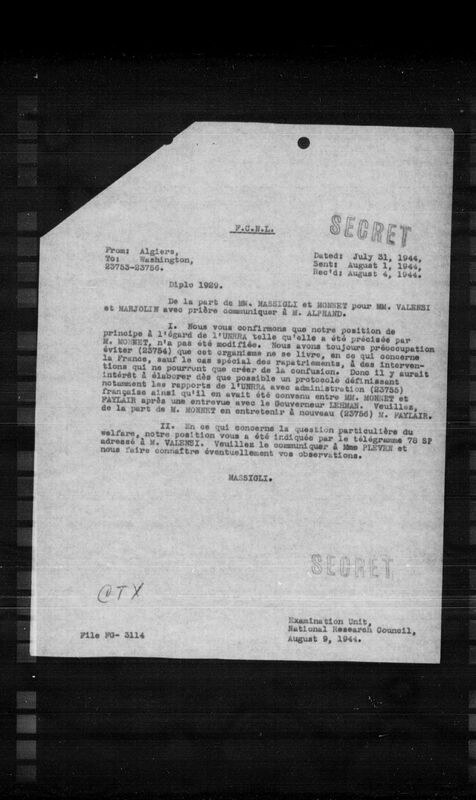 F.C.N.L.
SECRET
From: Algiers,
To: Washington,
23753-23756.
Dated: July 31, 1944.
Sent: August 1, 1944,
Rec'd: August 4, 1944.
Diplo 1929.
De la part de MM. MASSIGLI et MONNET pour MM. VALENSI
et MARJOLIN avec prière communiquer à M. ALPHAND.
I. Nous vous confirmons que notre position de
principe à l'égard de l'UNRRA telle qu'elle a été précisée par
M. MONNET, n'a pas été modifiée. Nous avons toujours préoccupation
éviter (23754) que cet organisme ne se livre, en ce qui concerne
la France, sauf le cas spécial des rapatriements, à des interven-
tions qui ne pourront que créer de la confusion. Donc il y aurait
intérêt à élaborer dès que possible un protocole définissant
notamment les rapports de l'UNRRA avec administration (23755)
française ainsi qu'il en avait été convenu entre MM. MONNET et
FAYLAIR après une entrevue avec le Gouverneur LEHMAN. Veuillez,
de la part de M. MONNET en entretenir à nouveau (23756) M. FAYLAIR.
II. En ce qui concerne la question particulière du
welfare, notre position vous a été indiquée par le télégramme 78 SP
adressé à M. VALENSI. Veuillez le communiquer à Mme PLEVEN et
nous faire connaître éventuellement vos observations.
MASSIGLI.
SECRET
@TX
File FG- 3114
Examination Unit,
National Research Council,
August 9, 1944.